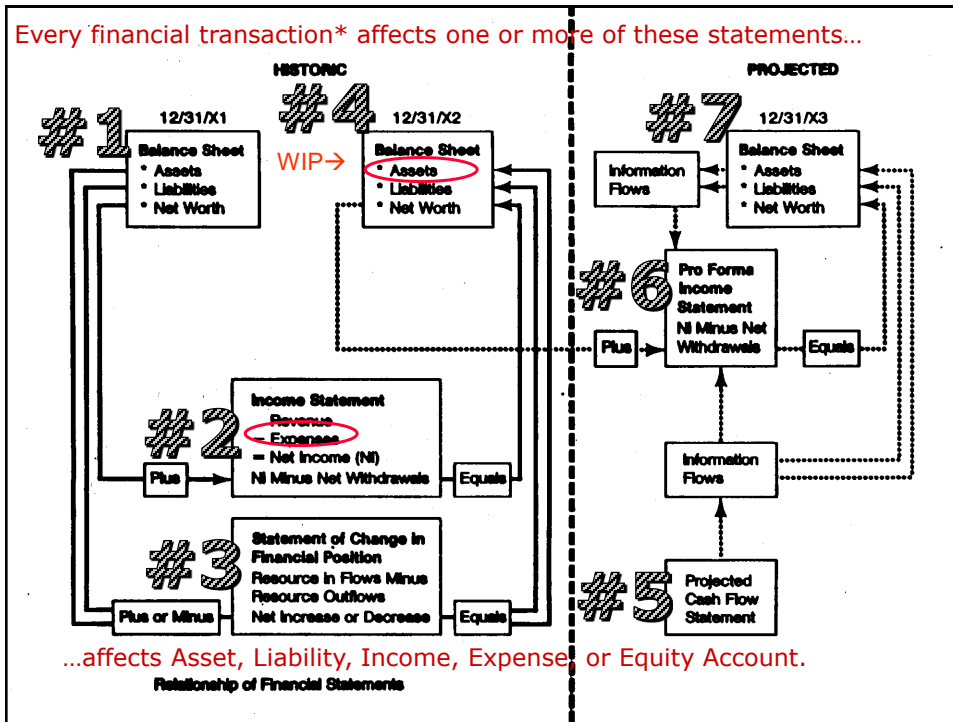 Every financial transaction* affects one or more of these statements…
HISTORIC
#1
12/31/X1
Balance Sheet
* Assets
* Liabilities
* Net Worth
#4
12/31/X2
WIP→
Balance Sheet
* Assets
* Liabilities
* Net Worth
#2
Income Statement
Revenue
– Expenses
= Net Income (NI)
NI Minus Net Withdrawals
Plus
Equals
#3
Statement of Change in
Financial Position
Resource in Flows Minus
Resource Outflows
Net Increase or Decrease
Plus or Minus
Equals
PROJECTED
#7
12/31/X3
Balance Sheet
* Assets
* Liabilities
* Net Worth
Information
Flows
#6
Pro Forma
Income
Statement
NI Minus Net
Withdrawals
Plus
Equals
Information
Flows
#5
Projected
Cash Flow
Statement
…affects Asset, Liability, Income, Expense, or Equity Account.
Relationship of Financial Statements